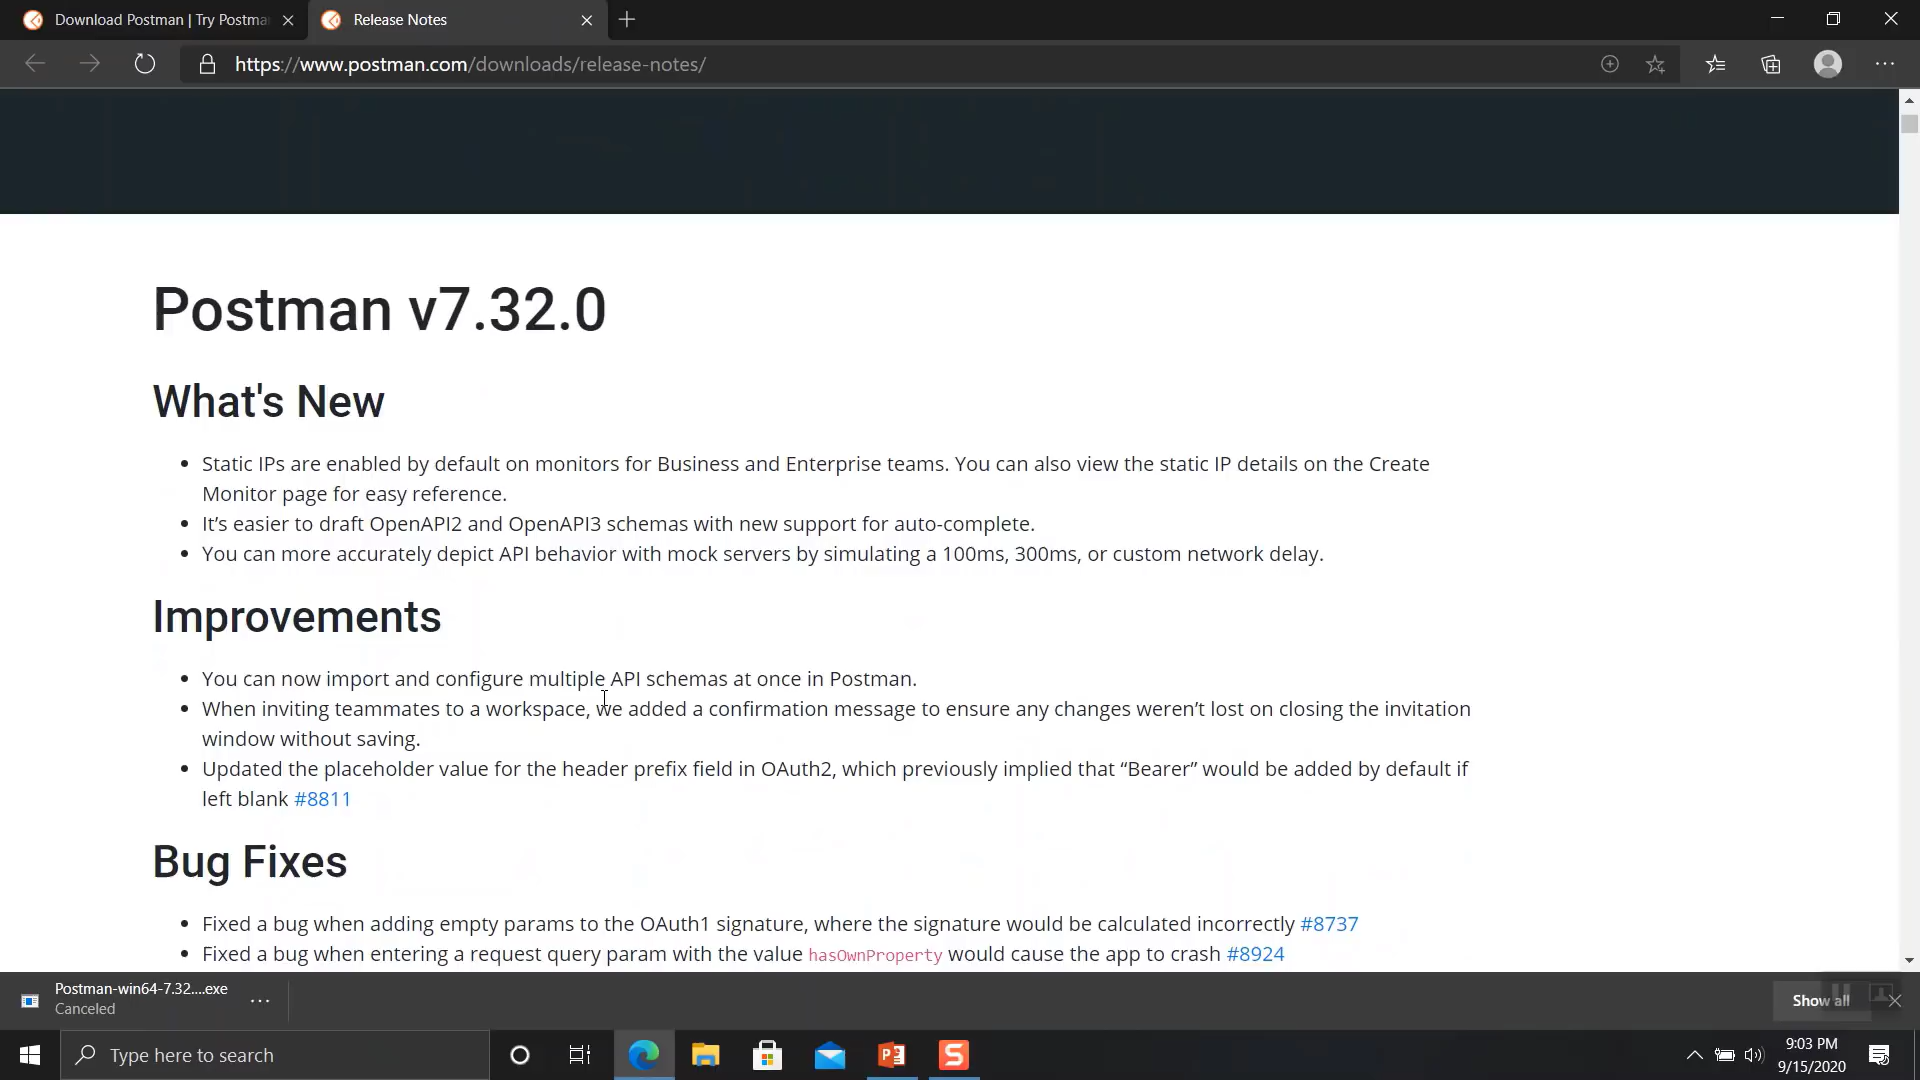 Download Postman | Try Postma
Release Notes
https://www.postman.com/downloads/release-notes/
Postman v7.32.0
What's New
• Static IPs are enabled by default on monitors for Business and Enterprise teams. You can also view the static IP details on the Create
Monitor page for easy reference.
• It’s easier to draft OpenAPI2 and OpenAPI3 schemas with new support for auto-complete.
• You can more accurately depict API behavior with mock servers by simulating a 100ms, 300ms, or custom network delay.
Improvements
• You can now import and configure multiple API schemas at once in Postman.
• When inviting teammates to a workspace, we added a confirmation message to ensure any changes weren’t lost on closing the invitation
window without saving.
• Updated the placeholder value for the header prefix field in OAuth2, which previously implied that “Bearer” would be added by default if
left blank #8811
Bug Fixes
• Fixed a bug when adding empty params to the OAuth1 signature, where the signature would be calculated incorrectly #8737
• Fixed a bug when entering a request query param with the value hasOwnProperty would cause the app to crash #8924
Postman-win64-7.32....exe
Canceled
Show all
Type here to search
9:03 PM
9/15/2020